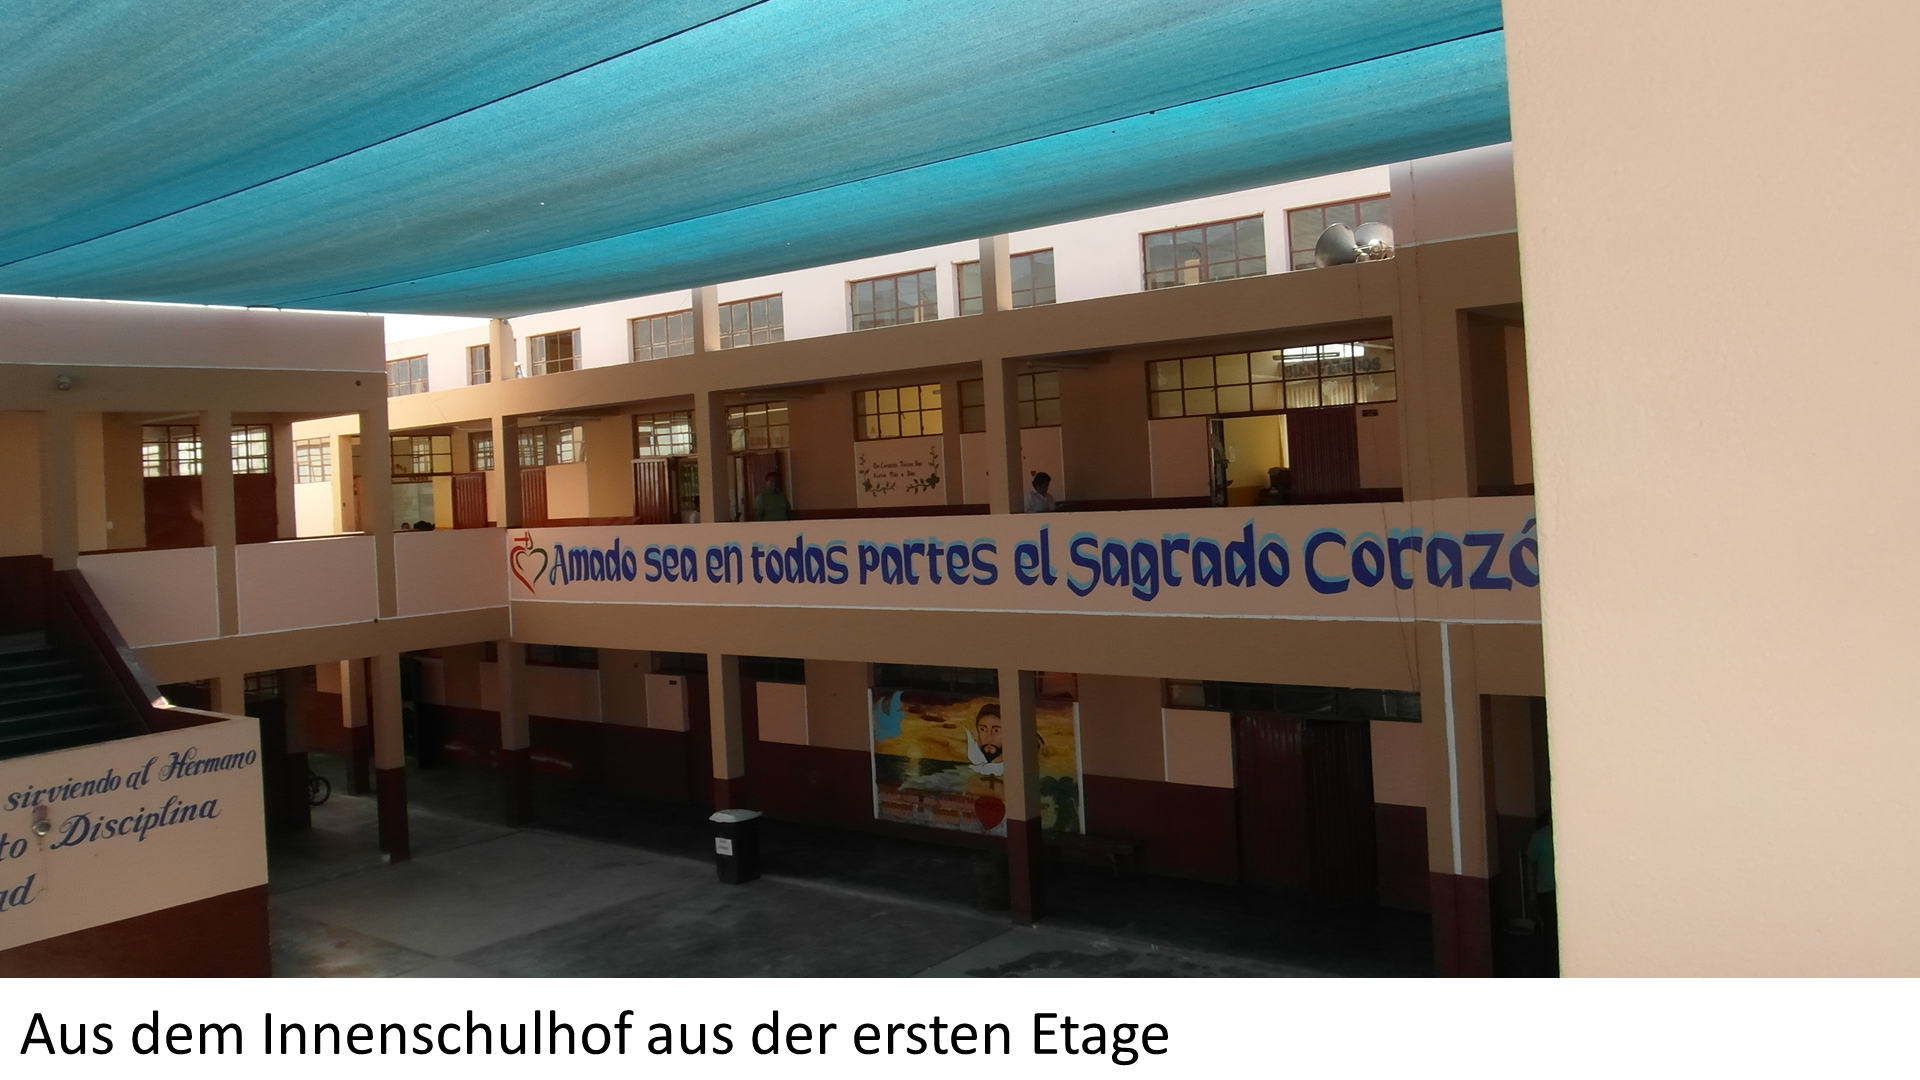 BIENVENIDOS
Amado sea en todas partes el Sagrado Corazó
sirviendo al Hermano
to Disciplina
ad
Aus dem Innenschulhof aus der ersten Etage